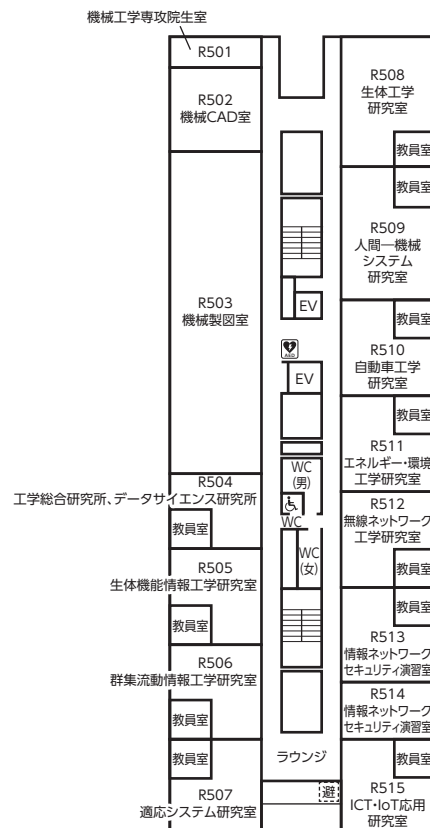 機械工学専攻院生室
R501
R502
機械CAD室
R503
機械製図室
R504
工学総合研究所、データサイエンス研究所
教員室
R505
生体機能情報工学研究室
教員室
R506
群集流動情報工学研究室
教員室
教員室
R507
適応システム研究室
EV
AED
EV
WC
(男)
WC
WC
(女)
ラウンジ
避
R508
生体工学
研究室
教員室
教員室
R509
人間―機械
システム
研究室
教員室
R510
自動車工学
研究室
教員室
R511
エネルギー・環境
工学研究室
R512
無線ネットワーク
工学研究室
教員室
教員室
R513
情報ネットワーク
セキュリティ演習室
R514
情報ネットワーク
セキュリティ演習室
教員室
R515
ICT・IoT応用
研究室